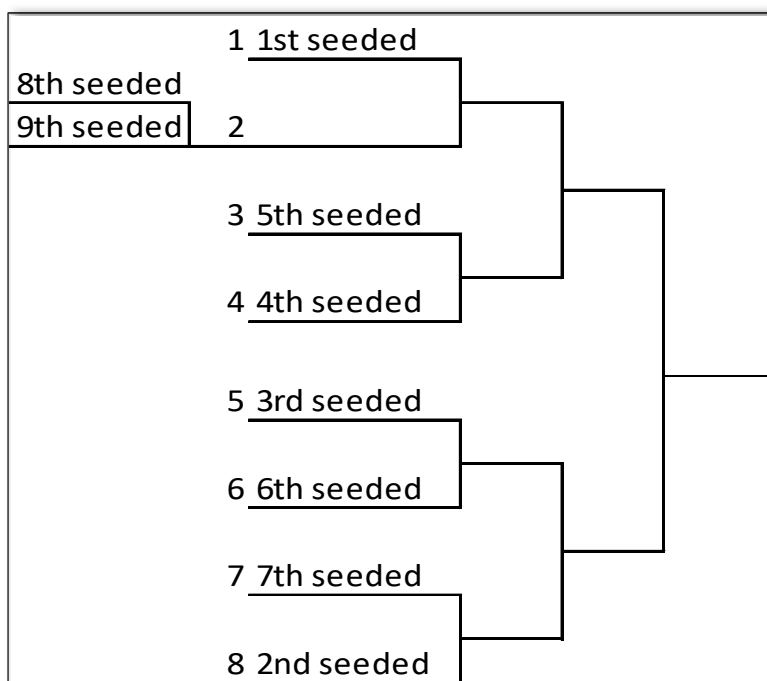 1 1st seeded
8th seeded
9th seeded 2
3 5th seeded
4 4th seeded
5 3rd seeded
6 6th seeded
7 7th seeded
8 2nd seeded